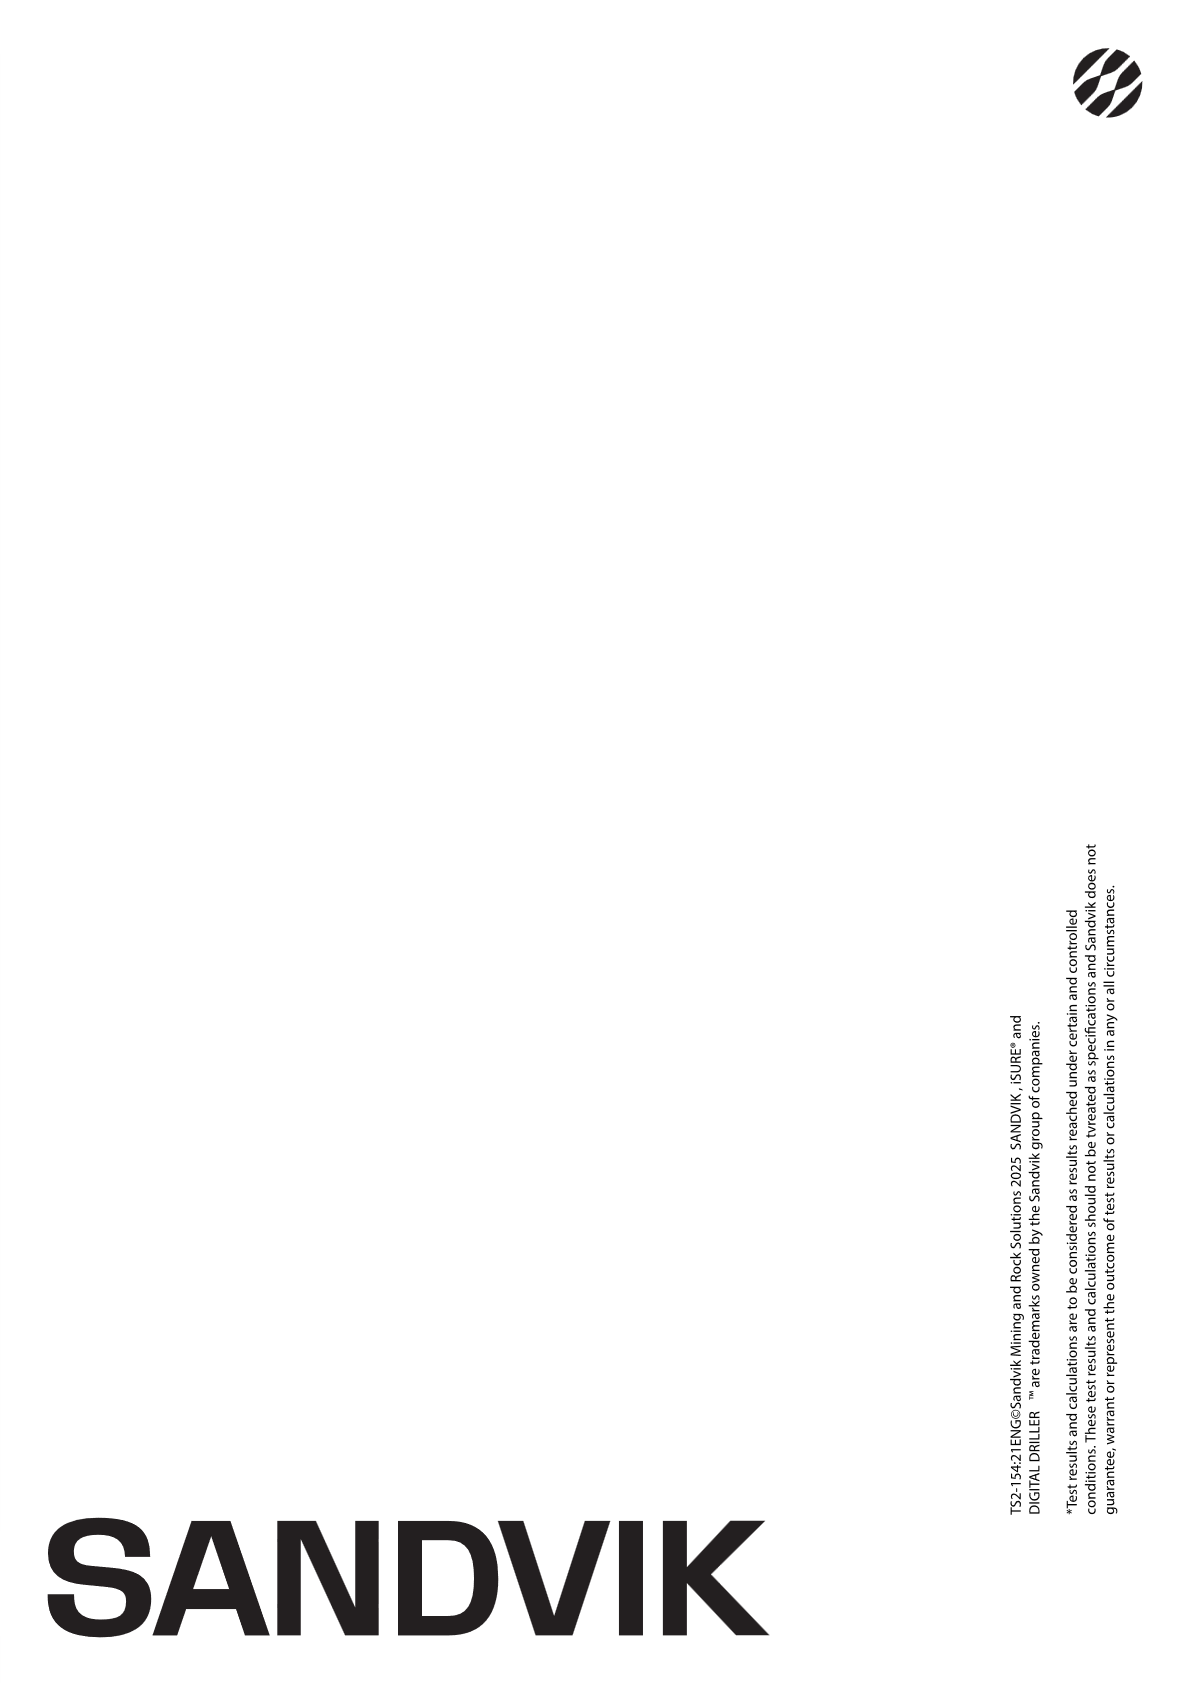 TS2-154:21ENG©Sandvik Mining and Rock Solutions 2025 SANDVIK, iSURE® and
DIGITAL DRILLER ™ are trademarks owned by the Sandvik group of companies.
*Test results and calculations are to be considered as results reached under certain and controlled
conditions. These test results and calculations should not be tvreated as specifications and Sandvik does not
guarantee, warrant or represent the outcome of test results or calculations in any or all circumstances.
SANDVIK